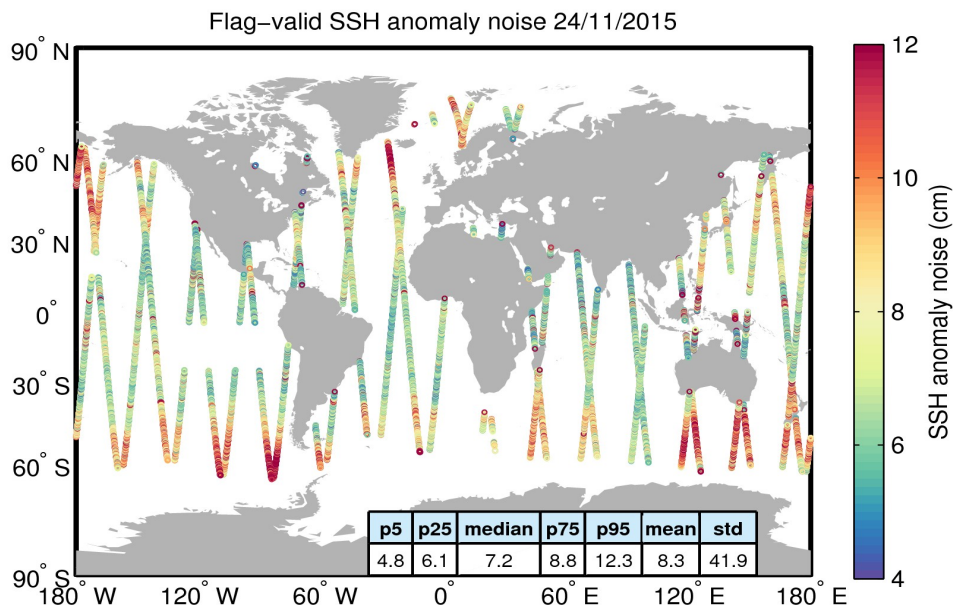 Flag−valid SSH anomaly noise 24/11/2015
90° N
60° N
30° N
0°
30° S
60° S
90° S
180° W
120° W
60° W
0°
60° E
120° E
180° E
p5 p25 median p75 p95 mean std
4.8 6.1 7.2 8.8 12.3 8.3 41.9
12
10
8
6
4
SSH anomaly noise (cm)